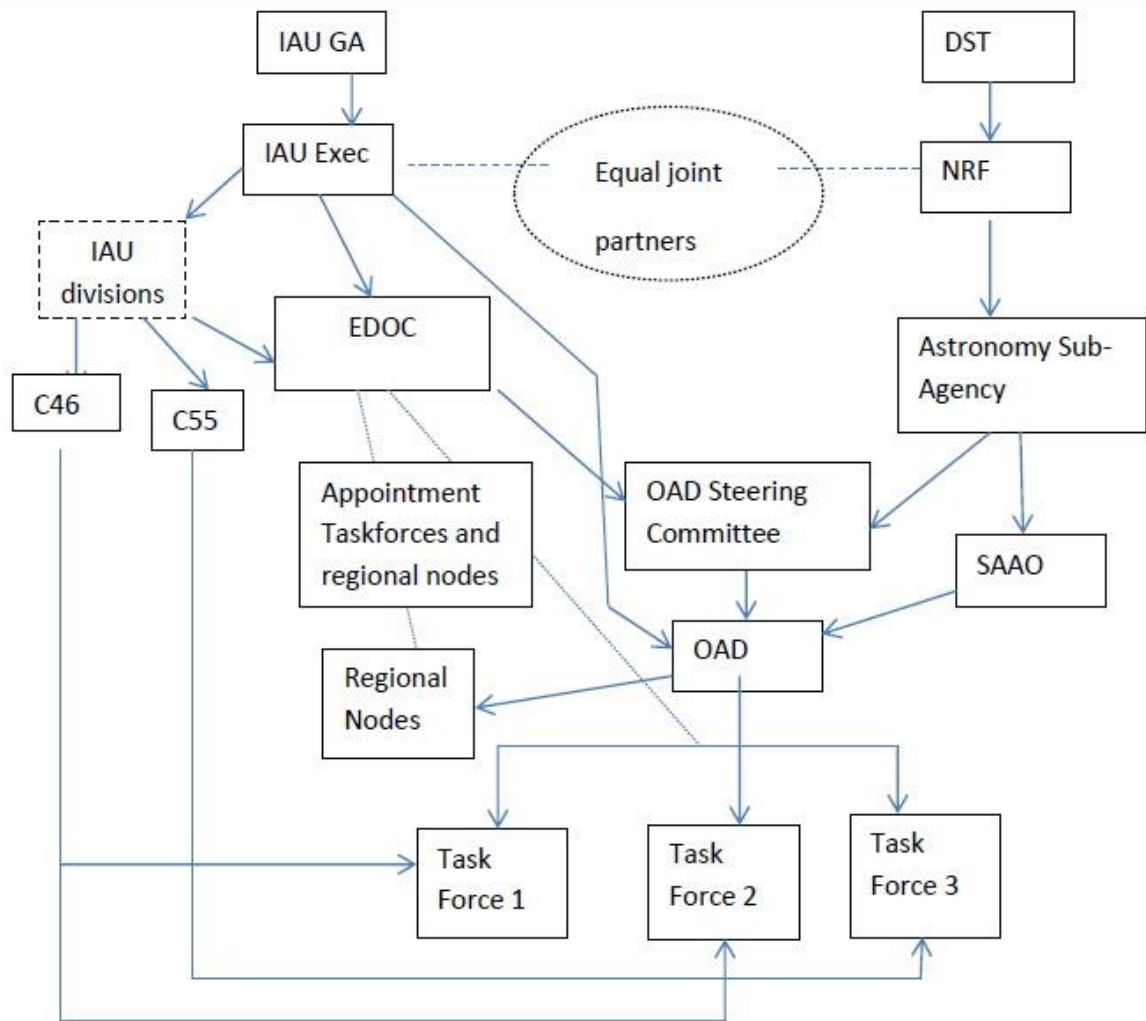 IAU GA
DST
IAU Exec
Equal joint
partners
NRF
IAU
divisions
EDOC
Astronomy Sub-
Agency
C46
C55
Appointment
Taskforces and
regional nodes
OAD Steering
Committee
SAAO
OAD
Regional
Nodes
Task
Force 1
Task
Force 2
Task
Force 3